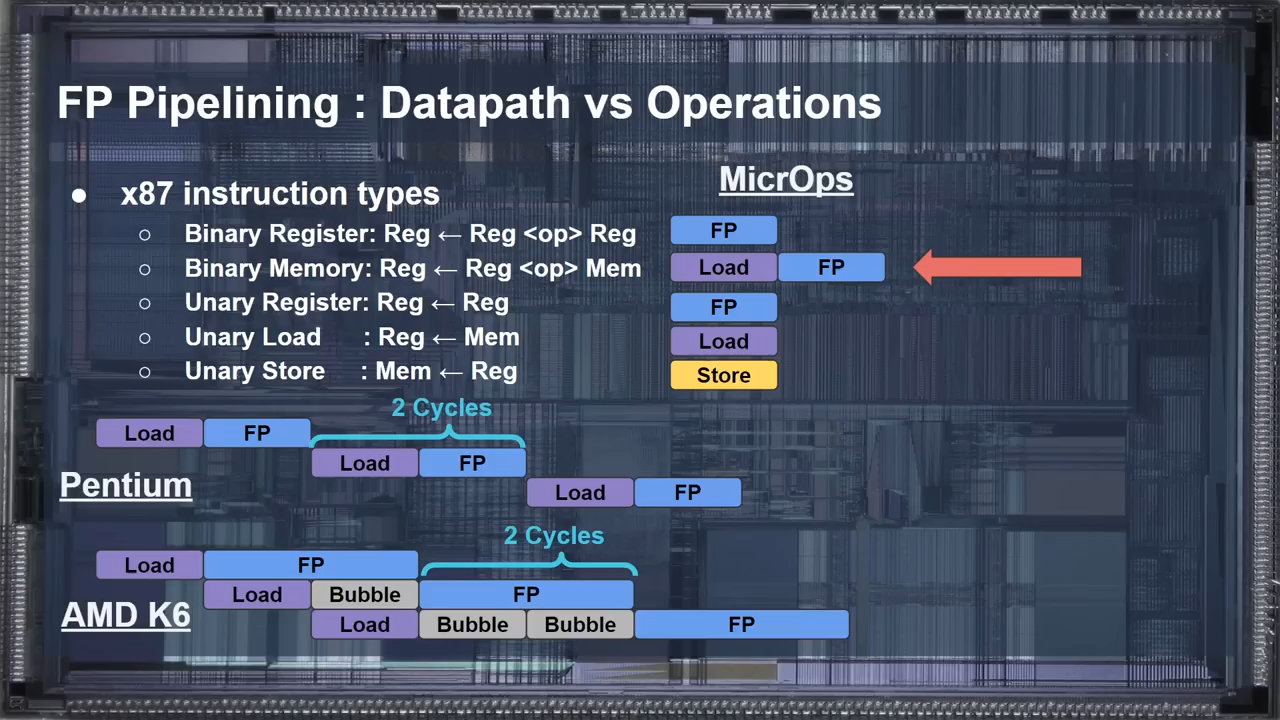 FP Pipelining : Datapath vs Operations
MicrOps
● x87 instruction types
○ Binary Register: Reg ← Reg <op> Reg
FP
○ Binary Memory: Reg ← Reg <op> Mem
Load FP
○ Unary Register: Reg ← Reg
FP
○ Unary Load : Reg ← Mem
Load
○ Unary Store : Mem ← Reg
Store
2 Cycles
Load FP
Load FP
Pentium
Load FP
2 Cycles
Load FP
Load Bubble FP
AMD K6
Load Bubble Bubble FP